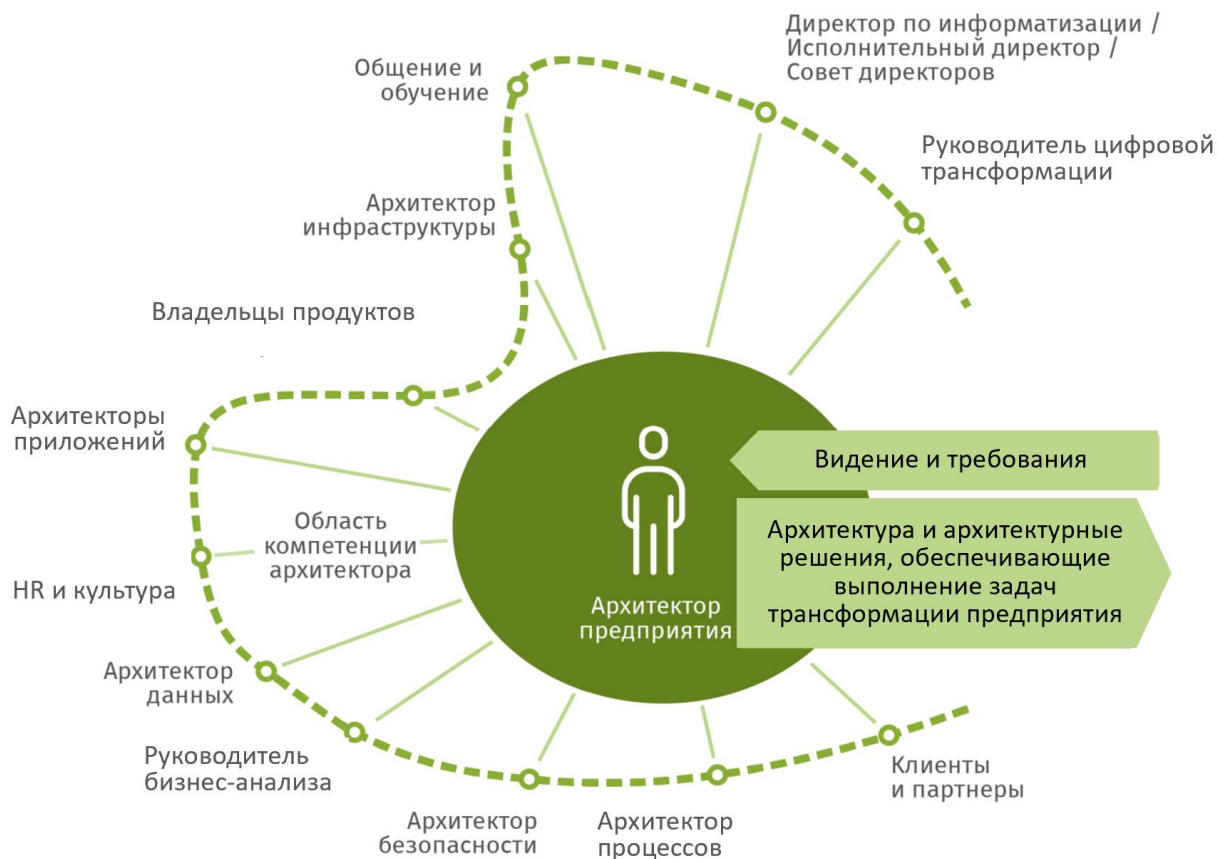 Директор по информатизации /
Исполнительный директор /
Совет директоров
Общение и
обучение
Руководитель цифровой
трансформации
Архитектор
инфраструктуры
Владельцы продуктов
Архитекторы
приложений
Видение и требования
Область
компетенции
архитектора
Архитектура и архитектурные
решения, обеспечивающие
выполнение задач
трансформации предприятия
HR и культура
Архитектор
предприятия
Архитектор
данных
Руководитель
бизнес-анализа
Клиенты
и партнеры
Архитектор
безопасности
Архитектор
процессов